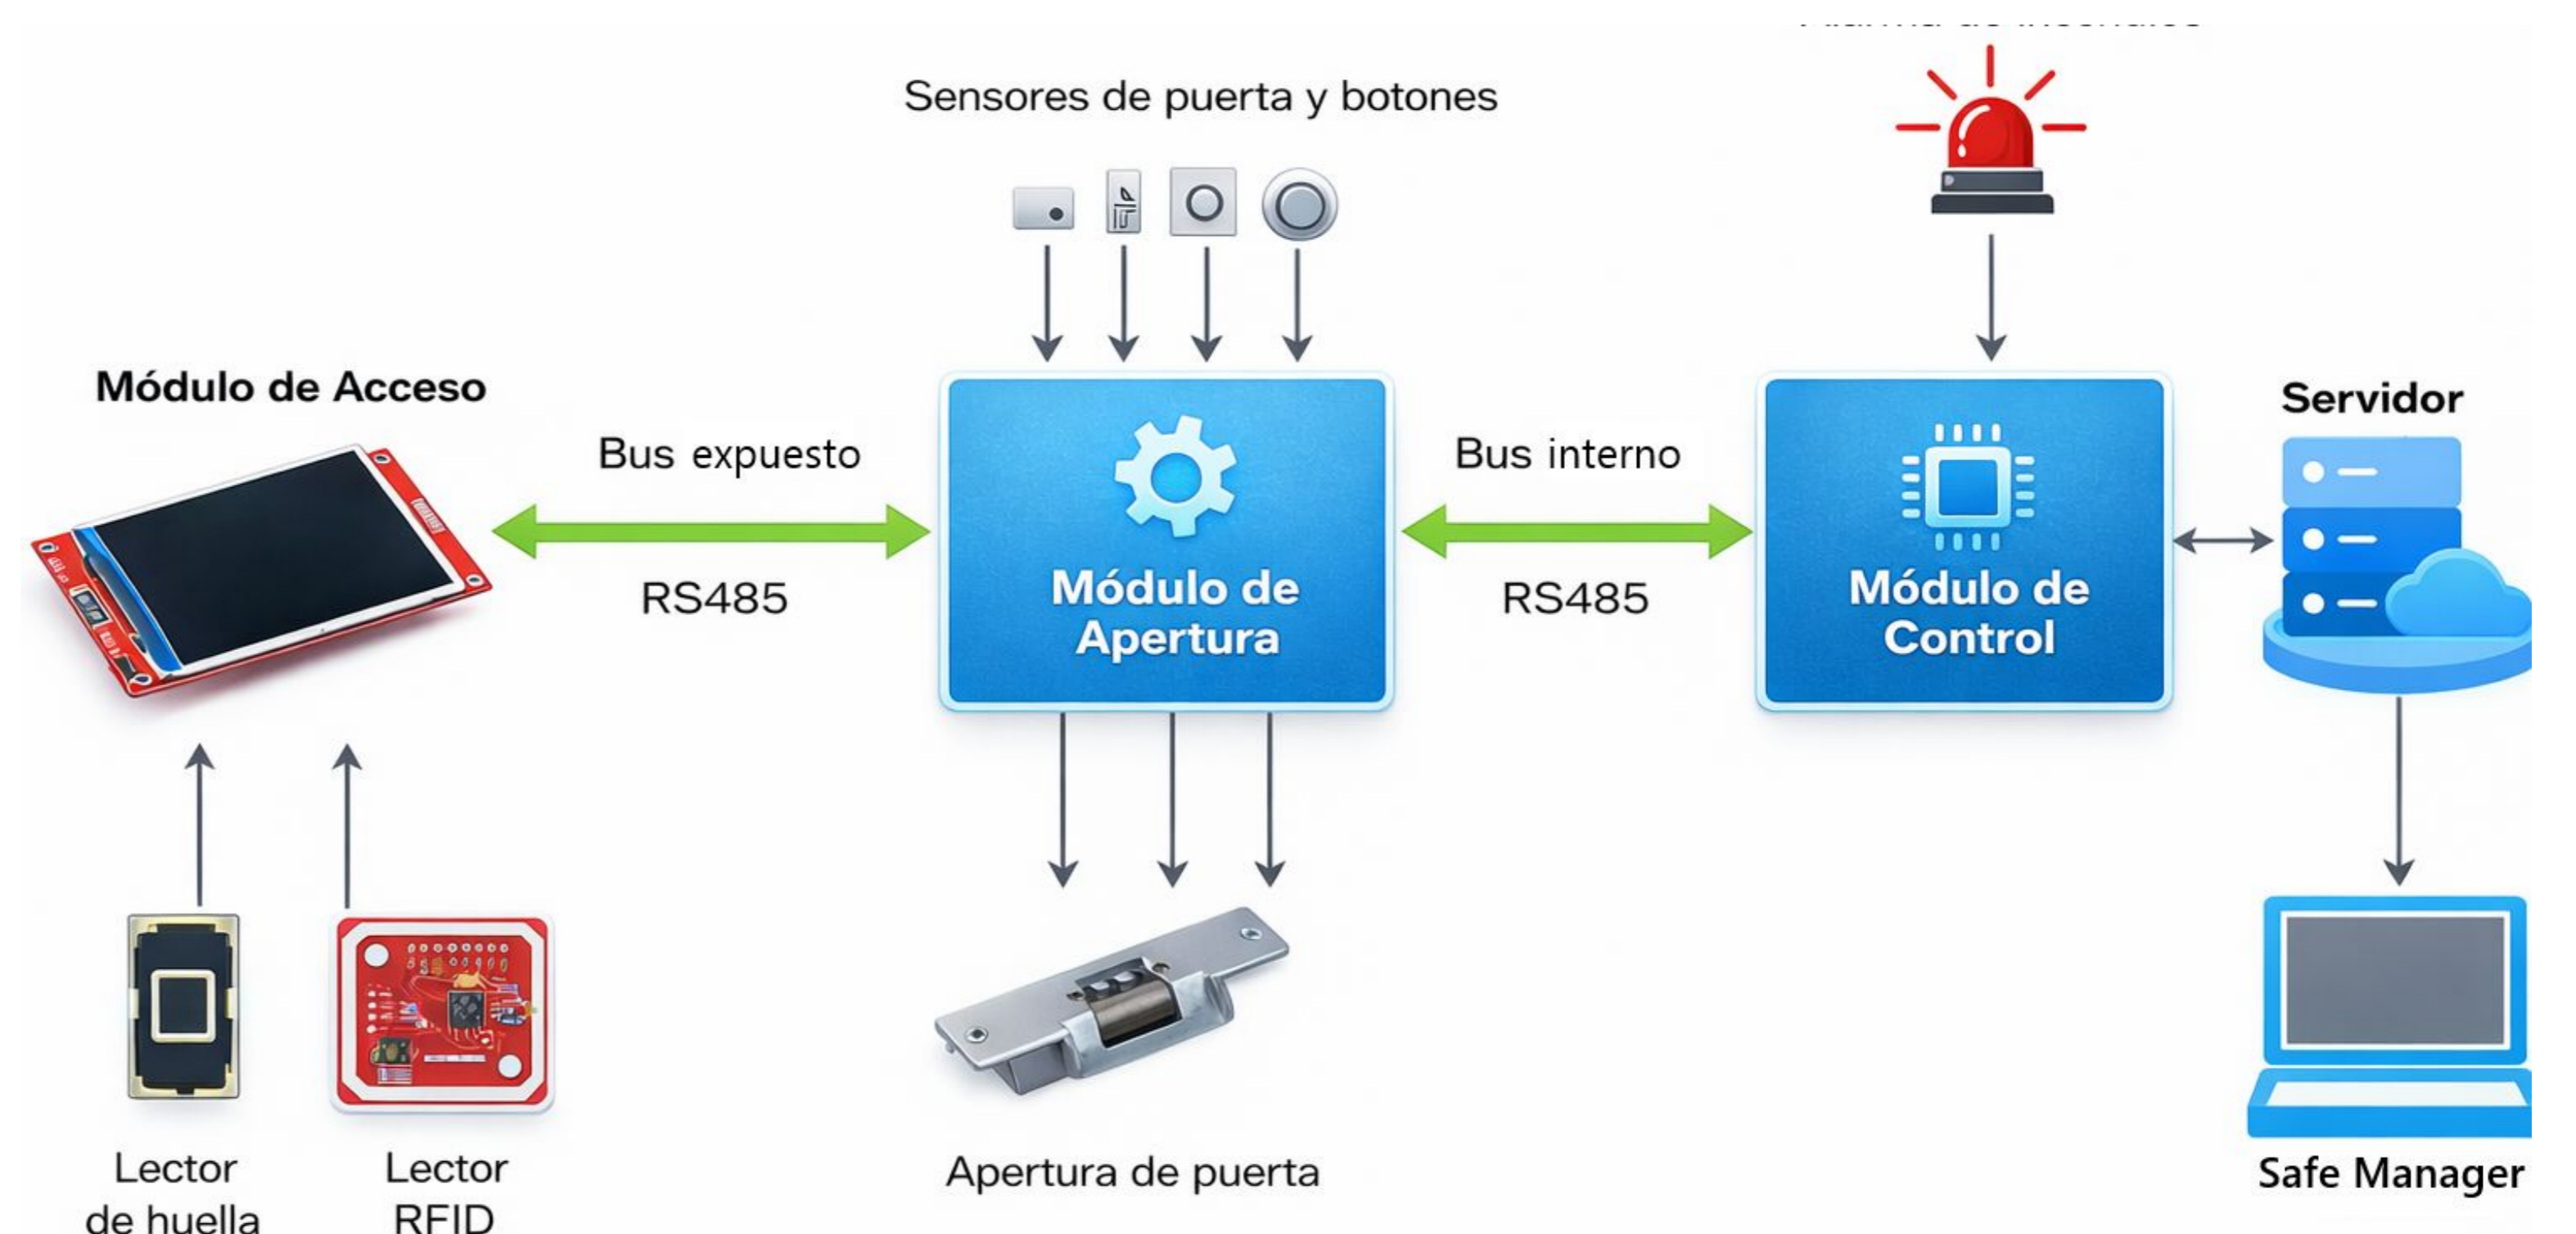 Sensores de puerta y botones
Módulo de Acceso
Bus expuesto
RS485
Módulo de
Apertura
Bus interno
RS485
Módulo de
Control
Servidor
Lector
de huella
Lector
RFID
Apertura de puerta
Safe Manager